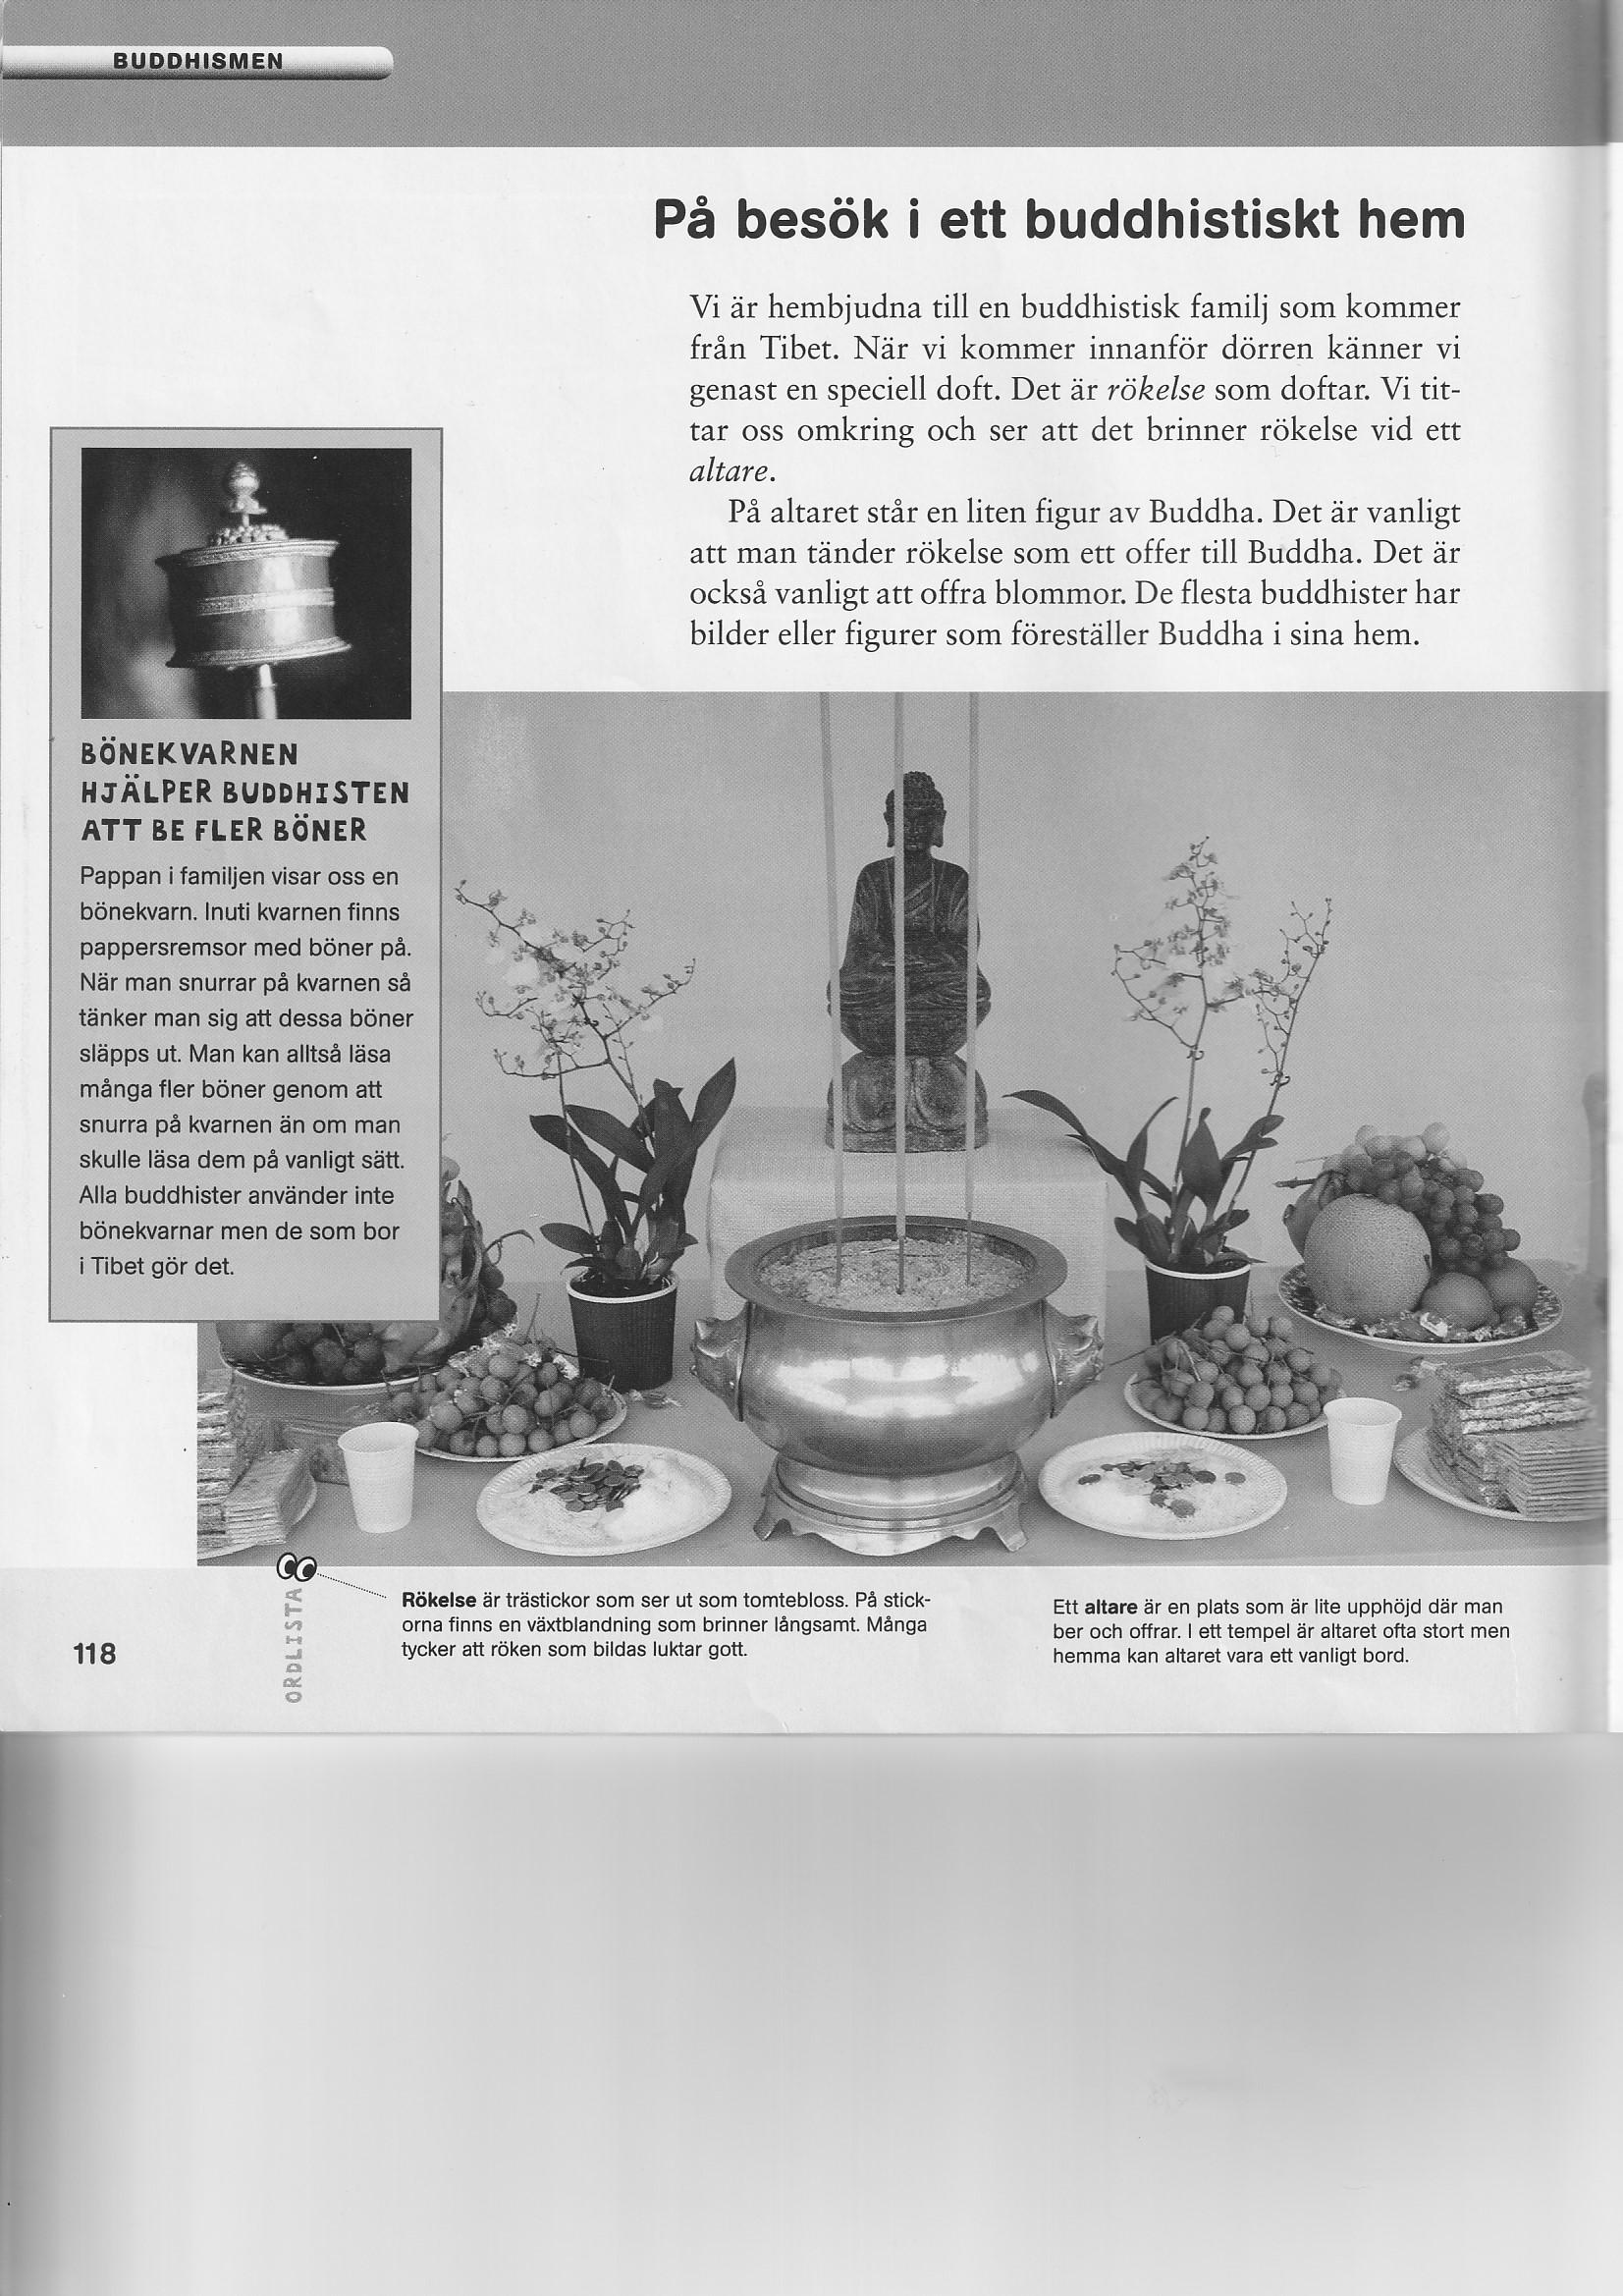 BUDDHISMEN
På besök i ett buddhistiskt hem
Vi är hembjudna till en buddhistisk familj som kommer
från Tibet. När vi kommer innanför dörren känner vi
genast en speciell doft. Det är rökelse som doftar. Vi tit-
tar oss omkring och ser att det brinner rökelse vid ett
altare.
På altaret står en liten figur av Buddha. Det är vanligt
att man tänder rökelse som ett offer till Buddha. Det är
också vanligt att offra blommor. De flesta buddhister har
bilder eller figurer som föreställer Buddha i sina hem.
BÖNEKVARNEN
HJÄLPER BUDDHISTEN
ATT BE FLER BÖNER
Pappan i familjen visar oss en
bönekvarn. Inuti kvarnen finns
pappersremsor med böner på.
När man snurrar på kvarnen så
tänker man sig att dessa böner
släpps ut. Man kan alltså läsa
många fler böner genom att
snurra på kvarnen än om man
skulle läsa dem på vanligt sätt.
Alla buddhister använder inte
bönekvarnar men de som bor
i Tibet gör det.
ORDLISTA
Rökelse är trästickor som ser ut som tomtebloss. På stick-
orna finns en växtblandning som brinner långsamt. Många
tycker att röken som bildas luktar gott.
Ett altare är en plats som är lite upphöjd där man
ber och offrar. I ett tempel är altaret ofta stort men
hemma kan altaret vara ett vanligt bord.
118